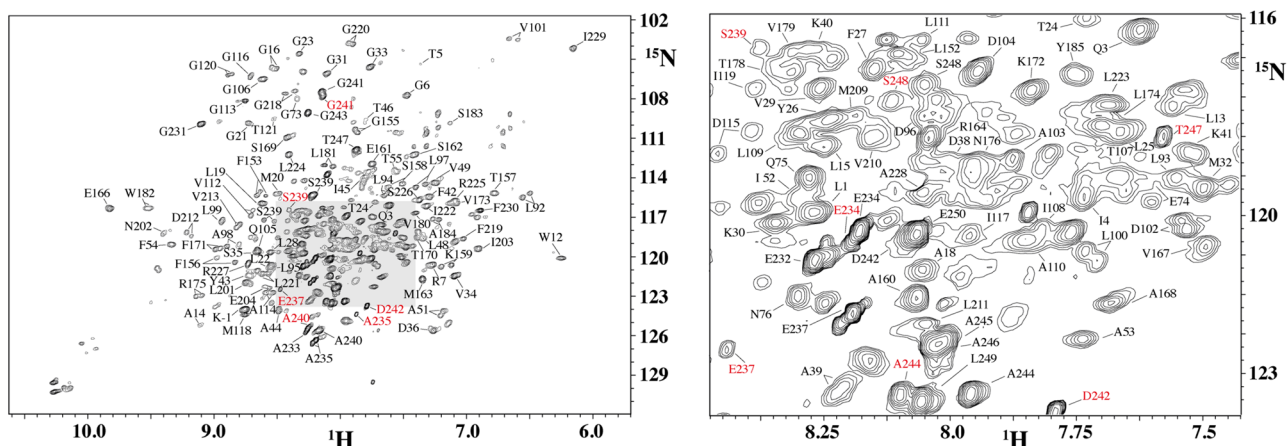 102
G220
V101
G23
I229
G16
G33
T5
G116
G31
15
N
G120
G6
105
G106
G241
G218
G241
108
G113
G73
G243
T46
S183
G231
G155
G21
T121
T247
111
S169
E161
S162
L181
T55
L97
F153
L224
S158
V49
L19
M20
S239
L94
R225
T157
114
V112
I45
S226
F42
V173
E166
W182
V213
S239
S239
T24
F230
L92
L99
Q3
I222
117
D212
Q105
V180
F219
N202
A98
A184
F54
F171
S35
L28
L48
I203
W12
T170
K159
120
F156
L22
L95
R227
R7
R175
Y43
L221
M163
V34
L201
E204
E237
D242
123
A14
K-1
A114
A51
A240
A235
M118
A44
D36
A240
126
A233
A235
129
10.0
9.0
8.0
7.0
6.0
1H
116
V179
K40
L111
T24
S239
F27
L152
D104
Q3
Y185
T178
S248
K172
15
N
I119
S248
L223
V29
M209
L174
Y26
R164
L13
D115
D96
T247
D38
N176
A103
K41
L109
L15
V210
T107
L25
L93
M32
Q75
A228
I52
L1
E234
E74
E234
E250
I117
I108
I4
120
K30
D102
L100
E232
D242
A18
V167
A110
A160
N76
L211
A168
E237
A245
A53
A246
E237
A39
A244
L249
A244
123
D242
8.25
8.0
7.75
7.5
1H